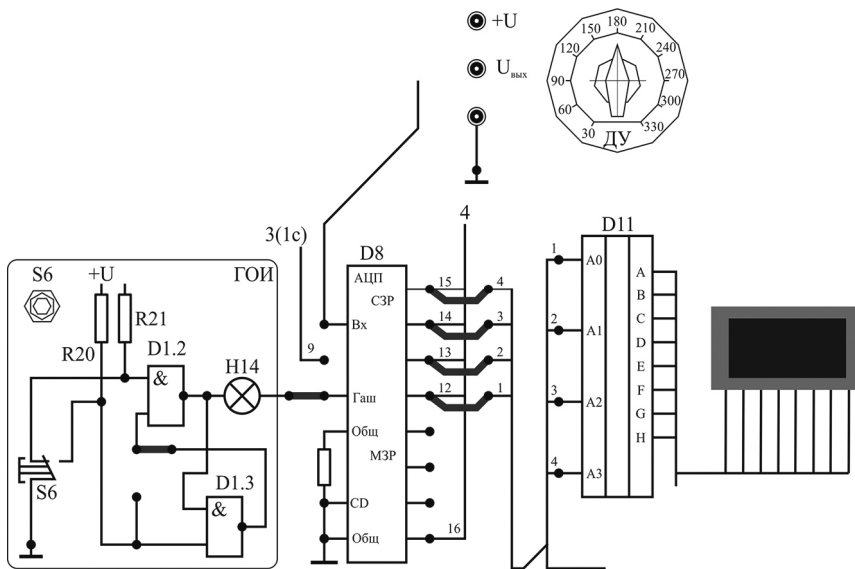 +U
U вых
30
60
90
120
150
180
210
240
270
300
330
ДУ
S6
+U
ГОИ
R21
R20
D1.2
&
H14
S6
D1.3
&
3(1с)
9
D8
АЦП
СЗР
Вх
Гаш
Общ
МЗР
CD
Общ
4
15
14
13
12
16
4
3
2
1
D11
1
2
3
4
A0
A1
A2
A3
A
B
C
D
E
F
G
H